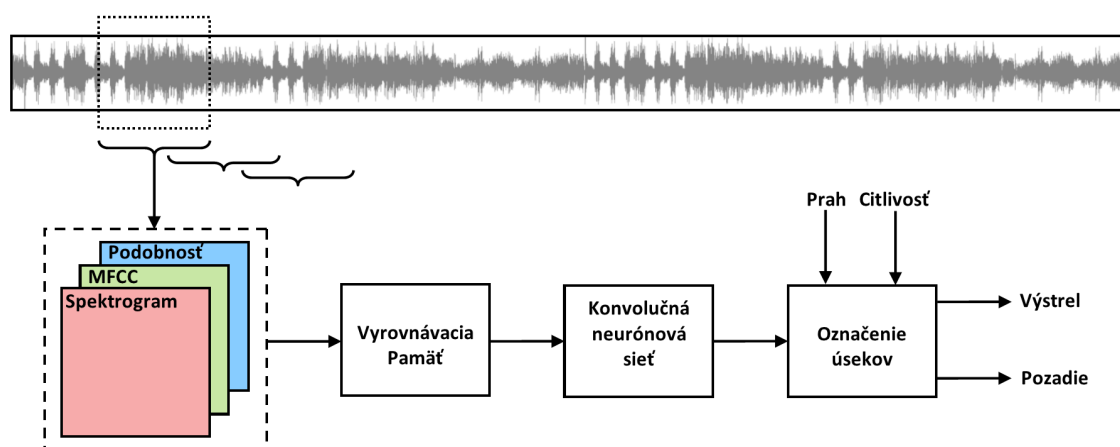 Prah Citlivosť
Podobnosť
MFCC
Spektrogram
Vyrovnávacia
Pamäť
Konvolučná
neurónová
sieť
Označenie
úsekov
Výstrel
Pozadie